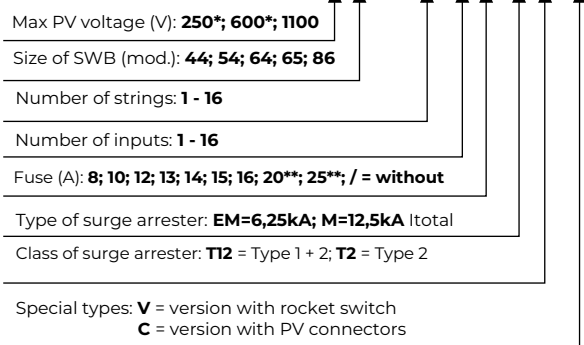 Max PV voltage (V): 250*; 600*; 1100
Size of SWB (mod.): 44; 54; 64; 65; 86
Number of strings: 1 - 16
Number of inputs: 1 - 16
Fuse (A): 8; 10; 12; 13; 14; 15; 16; 20**; 25**; / = without
Type of surge arrester: EM=6,25kA; M=12,5kA Itotal
Class of surge arrester: T12 = Type 1 + 2; T2 = Type 2
Special types: V = version with rocket switch
C = version with PV connectors